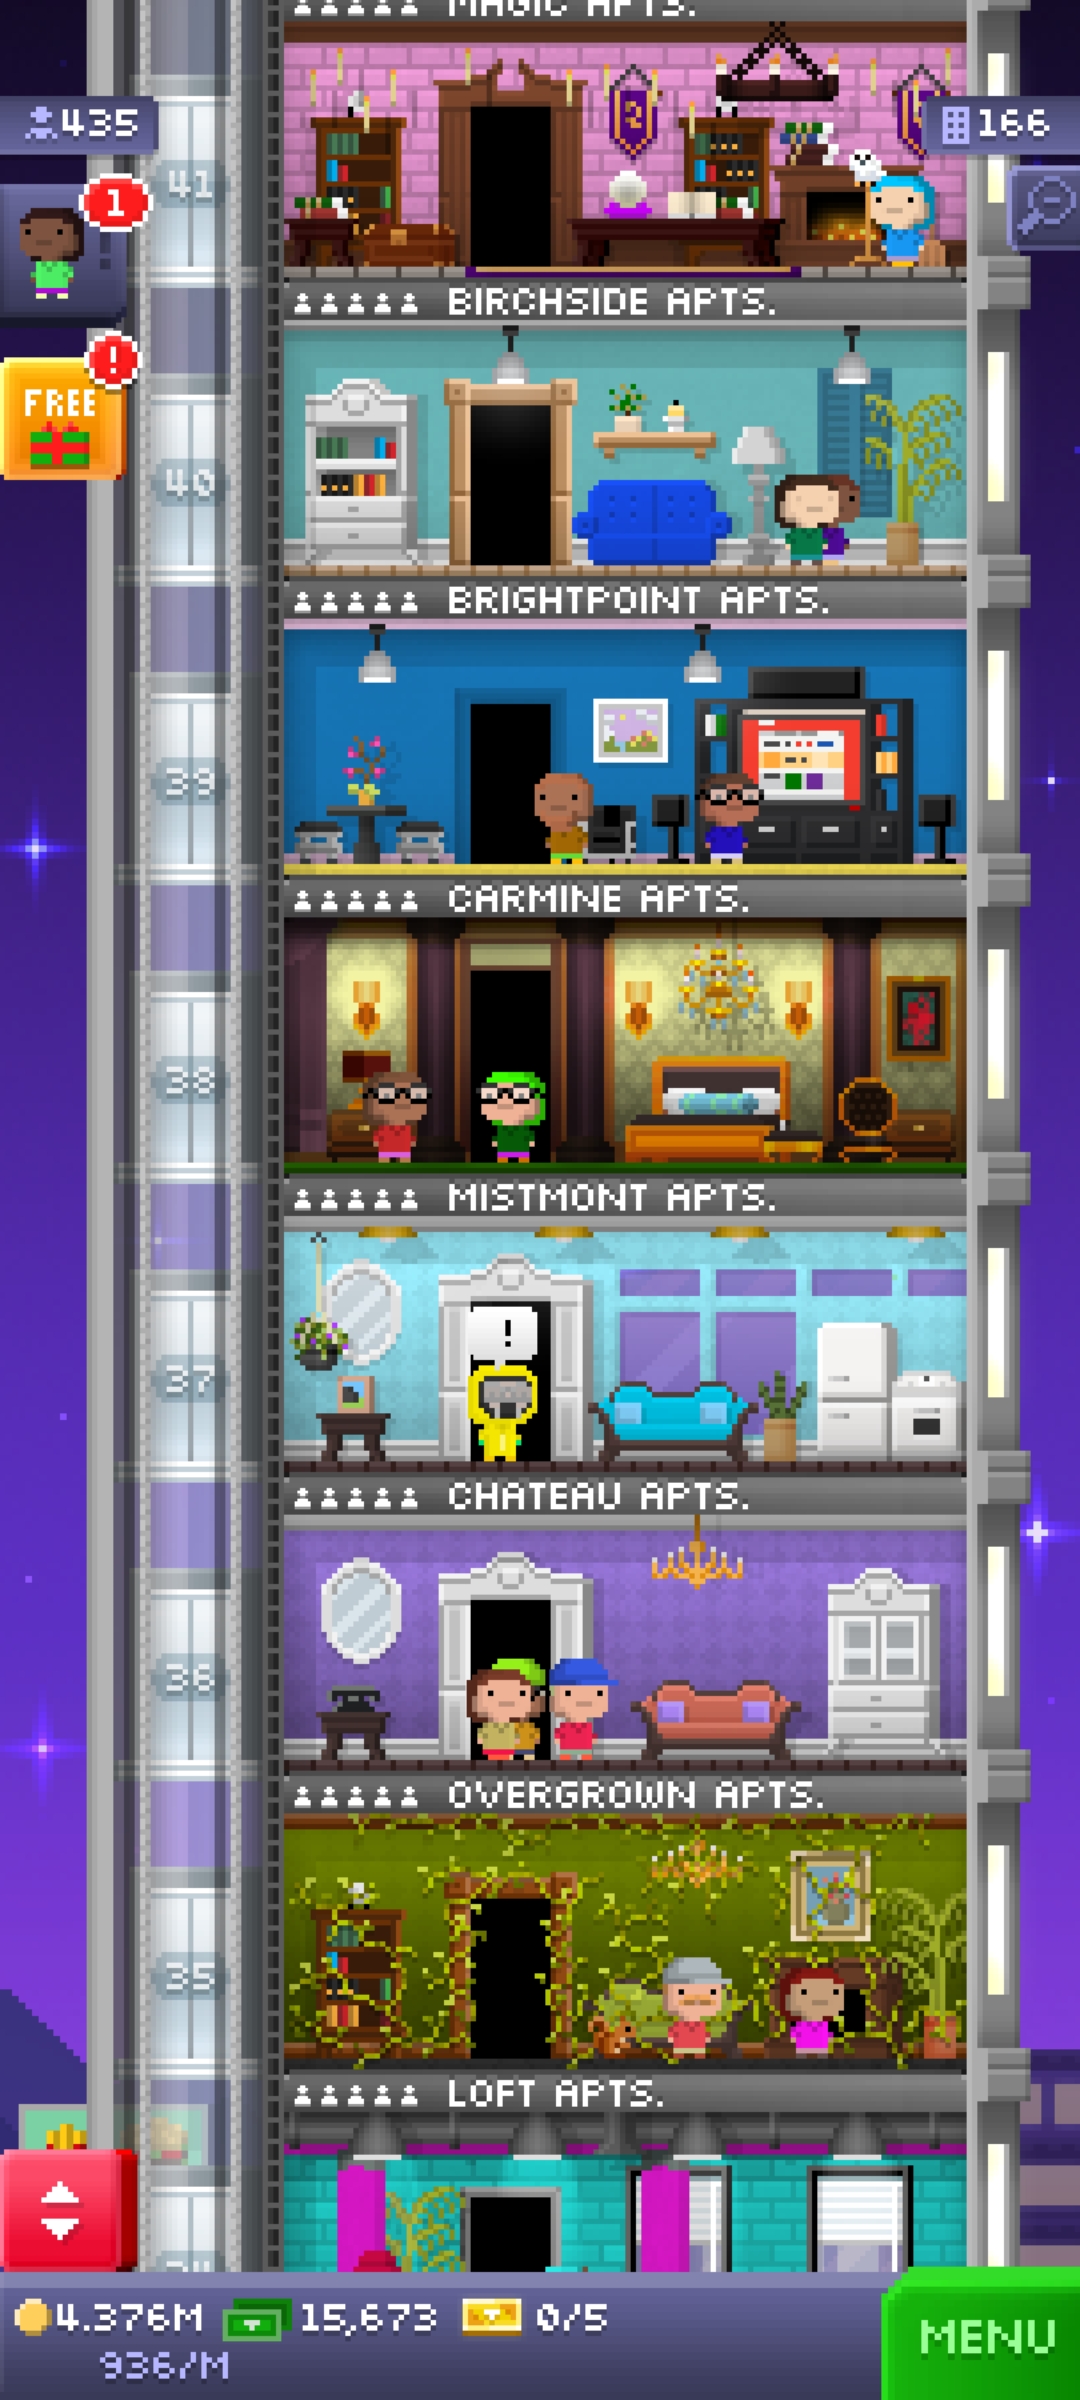 MAGIC APTS.
435
166
1
41
2
BIRCHSIDE APTS.
!
FREE
40
BRIGHTPOINT APTS.
39
CARMINE APTS.
38
MISTMONT APTS.
!
37
CHATEAU APTS.
36
OVERGROWN APTS.
35
LOFT APTS.
4.376M 15,673 0/5
936/M
MENU